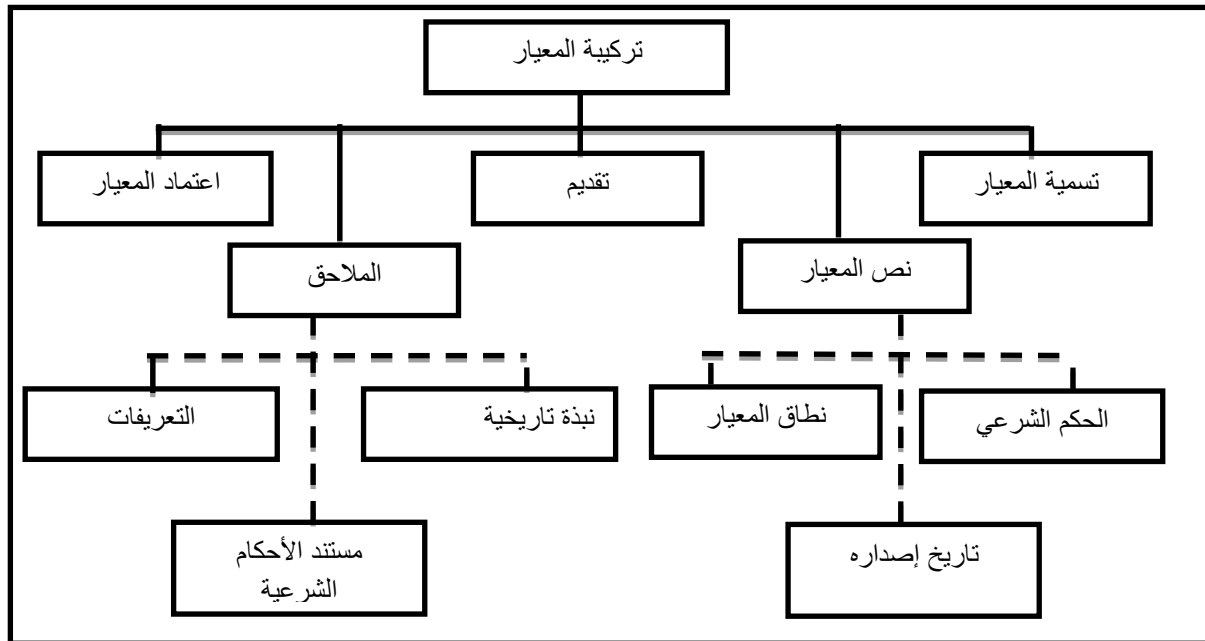 تركيبة المعيار
تسمية المعيار
تقديم
اعتماد المعيار
نص المعيار
الملاحق
الحكم الشرعي
نطاق المعيار
نبذة تاريخية
التعريفات
تاريخ إصداره
مستند الأحكام
الشرعية